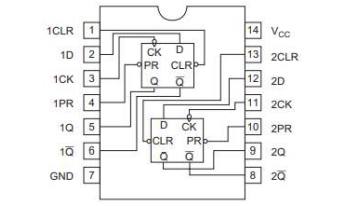 1CLR 1 14 V_CC
1D 2 13 2CLR
1CK 3 12 2D
1PR 4 11 2CK
1Q 5 10 2PR
1Q̅ 6 9 2Q
GND 7 8 2Q̅
CK D
PR CLR
Q Q̅
D CK
CLR PR
Q̅ Q̅